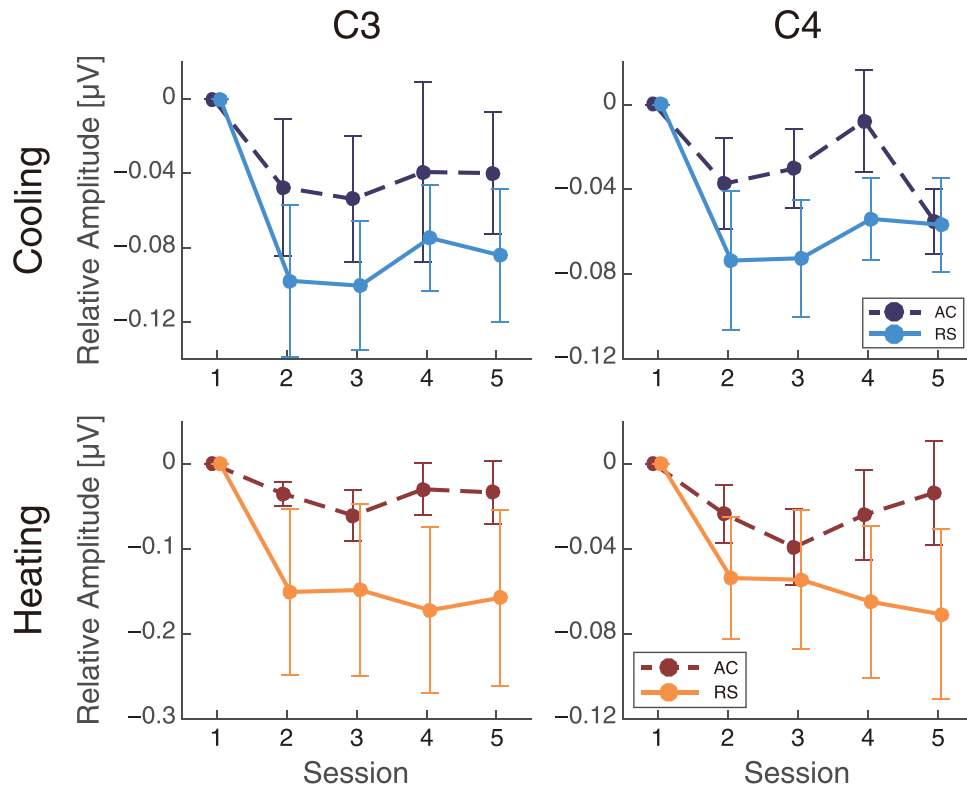 C3
C4
Cooling
Relative Amplitude [µV]
0
−0.04
−0.08
−0.12
1 2 3 4 5
0
−0.04
−0.08
−0.12
1 2 3 4 5
AC
RS
Heating
Relative Amplitude [µV]
0
−0.1
−0.2
−0.3
1 2 3 4 5
Session
0
−0.04
−0.08
−0.12
1 2 3 4 5
Session
AC
RS